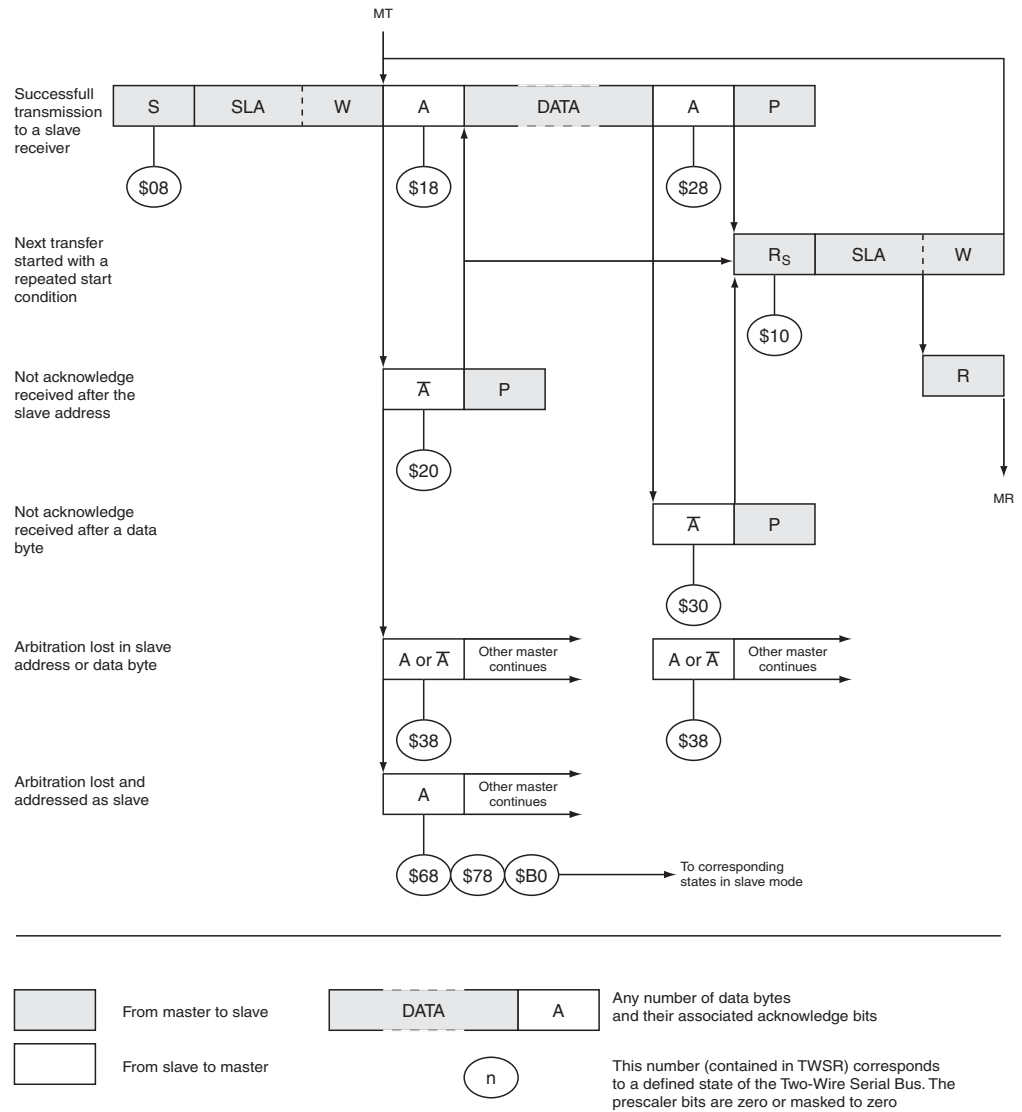 MT
Successfull
transmission
to a slave
receiver
S
SLA
W
A
DATA
A
P
$08
$18
$28
Next transfer
started with a
repeated start
condition
RS
SLA
W
$10
Not acknowledge
received after the
slave address
A̅
P
R
$20
MR
Not acknowledge
received after a data
byte
A̅
P
$30
Arbitration lost in slave
address or data byte
A or A̅
Other master
continues
A or A̅
Other master
continues
$38
$38
Arbitration lost and
addressed as slave
A
Other master
continues
$68
$78
$B0
To corresponding
states in slave mode
From master to slave
DATA
A
Any number of data bytes
and their associated acknowledge bits
From slave to master
n
This number (contained in TWSR) corresponds
to a defined state of the Two-Wire Serial Bus. The
prescaler bits are zero or masked to zero